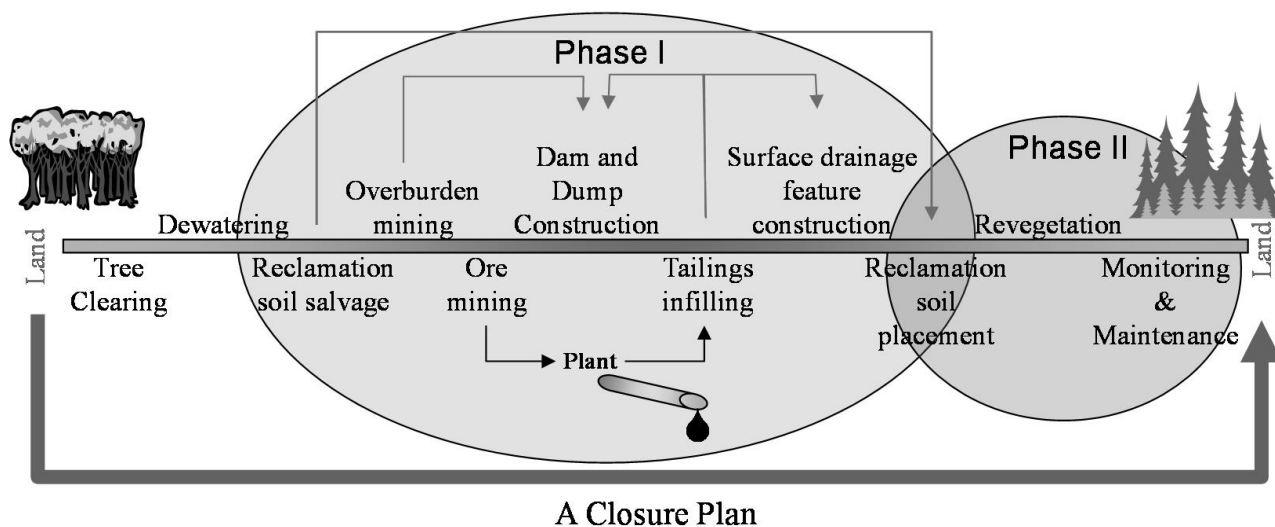 Phase I
Phase II
Dam and
Dump
Construction
Surface drainage
feature
construction
Overburden
mining
Dewatering
Revegetation
Land
Land
Tree
Clearing
Reclamation
soil salvage
Ore
mining
Tailings
infilling
Reclamation
soil
placement
Monitoring
&
Maintenance
Plant
A Closure Plan